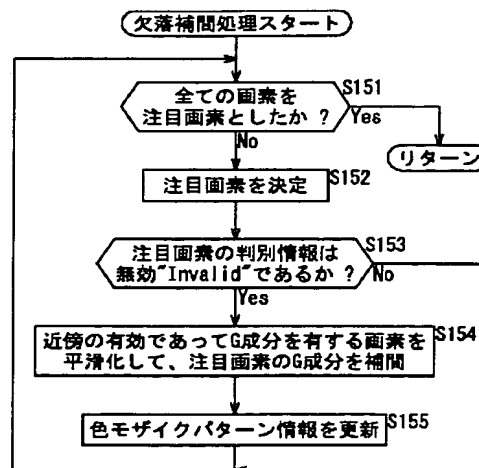 欠落補間処理スタート
全ての画素を
注目画素としたか ?
S151
Yes
No
リターン
注目画素を決定
S152
注目画素の判別情報は
無効"Invalid"であるか ?
S153
No
Yes
近傍の有効であってG成分を有する画素を
平滑化して、注目画素のG成分を補間
S154
色モザイクパターン情報を更新
S155